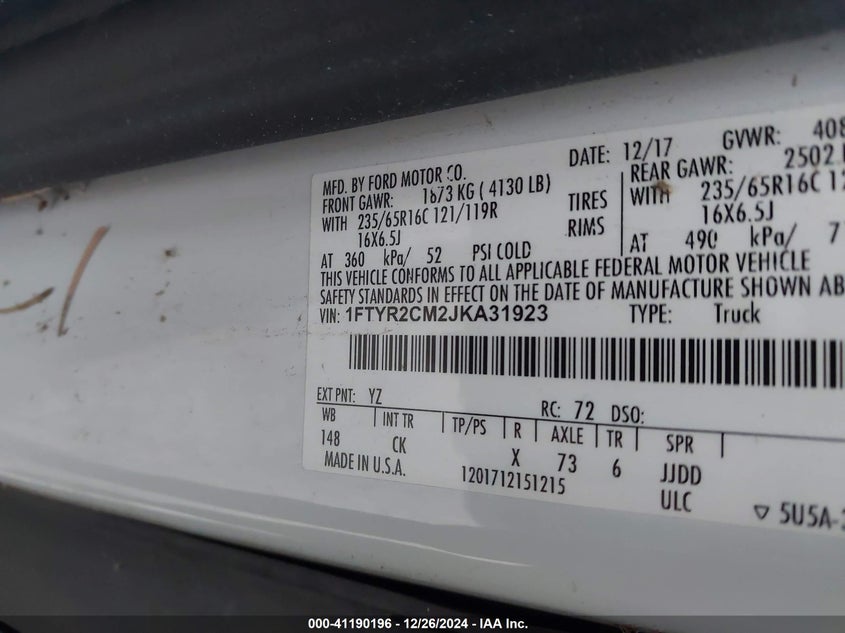 MFD. BY FORD MOTOR CO. DATE: 12/17 GVWR: 408
FRONT GAWR: 1873 KG ( 4130 LB) REAR GAWR: 2502
WITH 235/65R16C 121/119R TIRES WITH 235/65R16C
16X6.5J RIMS 16X6.5J
AT 360 kPa/ 52 PSI COLD AT 490 kPa/ 7
THIS VEHICLE CONFORMS TO ALL APPLICABLE FEDERAL MOTOR VEHICLE
SAFETY STANDARDS IN EFFECT ON THE DATE OF MANUFACTURE SHOWN AB
VIN: 1FTYR2CM2JKA31923 TYPE: Truck
EXT PNT: YZ RC: 72 DSO:
WB INT TR TP/PS R AXLE TR SPR
148 CK X 73 6 JJDD
MADE IN U.S.A. 1201712151215 ULC
5U5A-
000-41190196 - 12/26/2024 - IAA Inc.